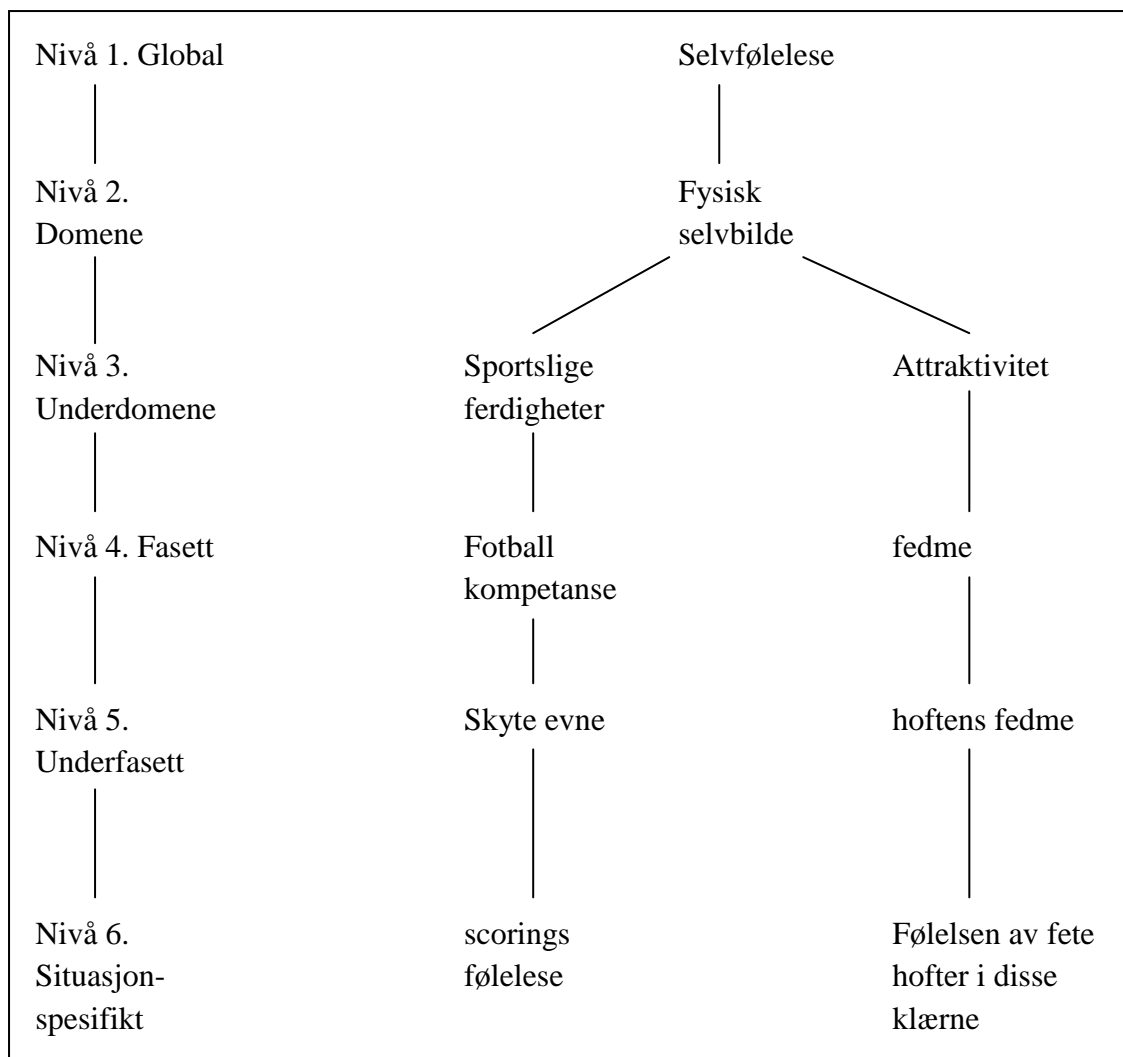 Nivå 1. Global
Selvfølelese
Nivå 2.
Domene
Fysisk
selvbilde
Nivå 3.
Underdomene
Sportslige
ferdigheter
Attraktivitet
Nivå 4. Fasett
Fotball
kompetanse
fedme
Nivå 5.
Underfasett
Skyte evne
hoftens fedme
Nivå 6.
Situasjon-
spesifikt
scorings
følelese
Følelsen av fete
hofter i disse
klærne